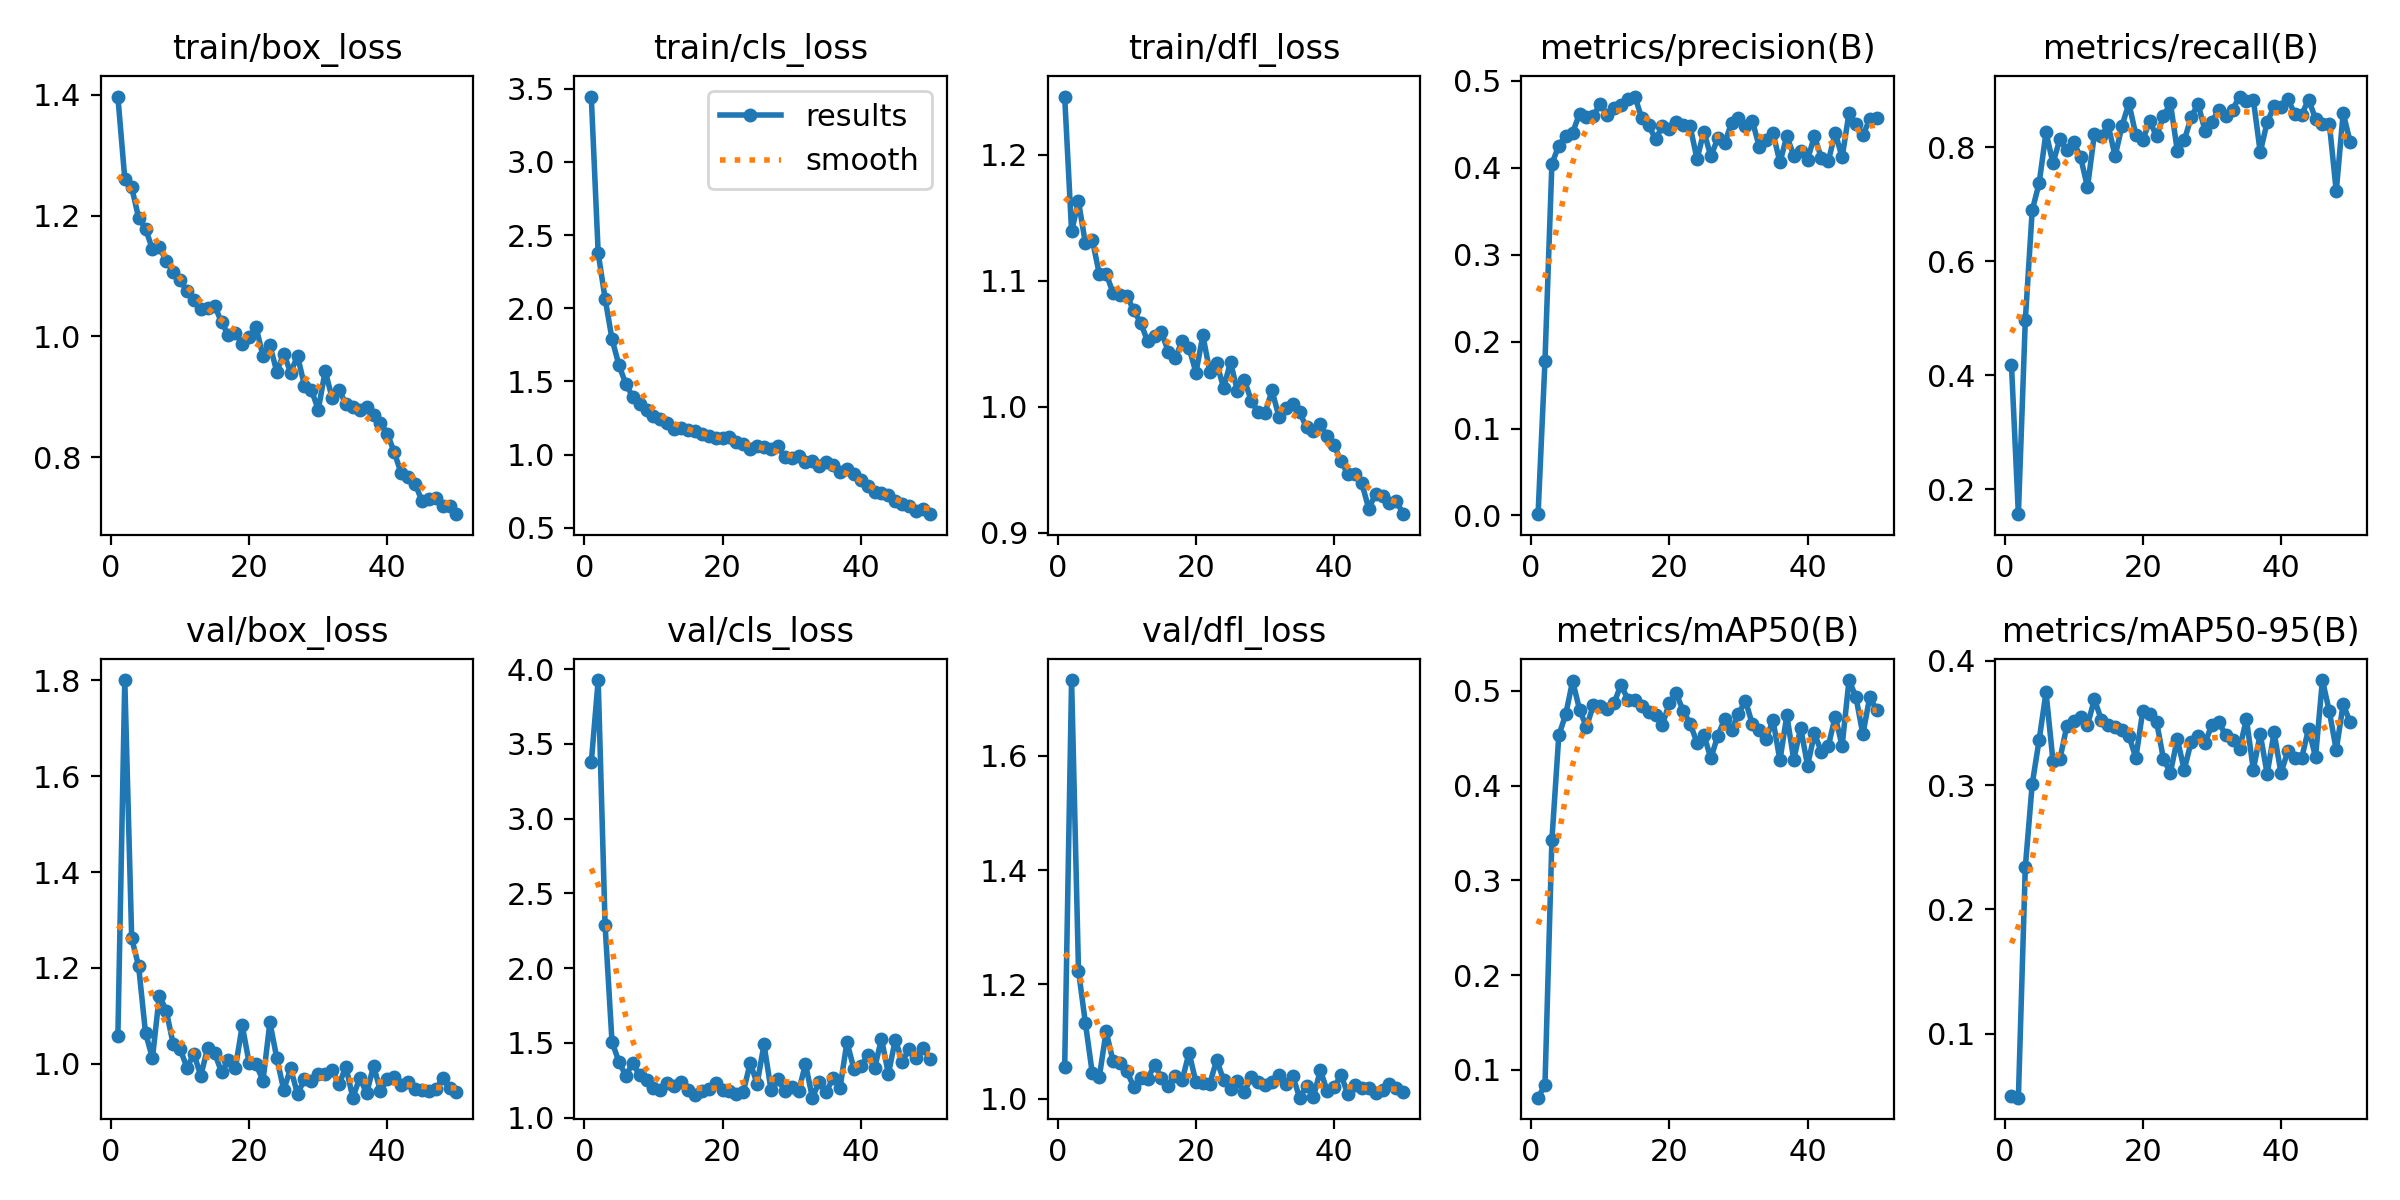 train/box_loss
train/cls_loss
train/dfl_loss
metrics/precision(B)
metrics/recall(B)
1.4
1.2
1.0
0.8
0 20 40
3.5
3.0
2.5
2.0
1.5
1.0
0.5
0 20 40
results
smooth
1.2
1.1
1.0
0.9
0 20 40
0.5
0.4
0.3
0.2
0.1
0.0
0 20 40
0.8
0.6
0.4
0.2
0 20 40
val/box_loss
val/cls_loss
val/dfl_loss
metrics/mAP50(B)
metrics/mAP50-95(B)
1.8
1.6
1.4
1.2
1.0
0 20 40
4.0
3.5
3.0
2.5
2.0
1.5
1.0
0 20 40
1.6
1.4
1.2
1.0
0 20 40
0.5
0.4
0.3
0.2
0.1
0 20 40
0.4
0.3
0.2
0.1
0 20 40